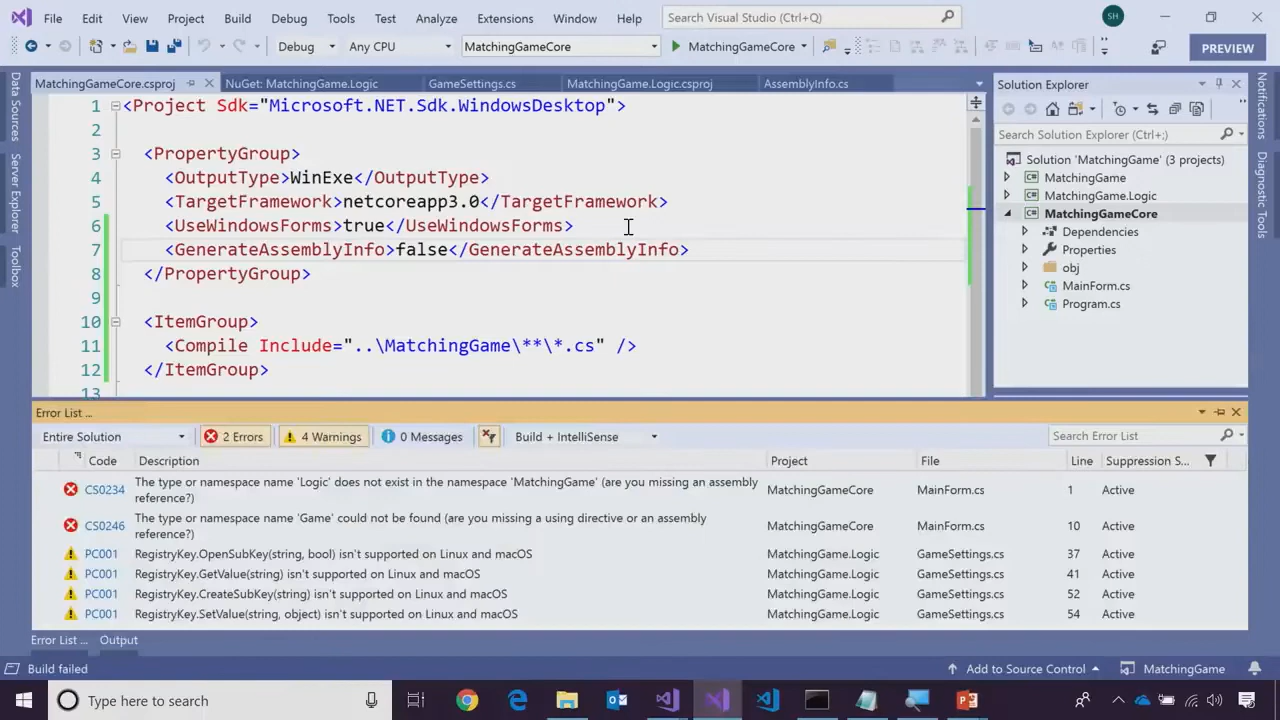 File Edit View Project Build Debug Tools Test Analyze Extensions Window Help Search Visual Studio (Ctrl+Q) SH
Debug Any CPU MatchingGameCore MatchingGameCore PREVIEW
MatchingGameCore.csproj NuGet: MatchingGame.Logic GameSettings.cs MatchingGame.Logic.csproj AssemblyInfo.cs
Data Sources
Server Explorer
Toolbox
1 <Project Sdk="Microsoft.NET.Sdk.WindowsDesktop">
2
3 <PropertyGroup>
4 <OutputType>WinExe</OutputType>
5 <TargetFramework>netcoreapp3.0</TargetFramework>
6 <UseWindowsForms>true</UseWindowsForms>
7 <GenerateAssemblyInfo>false</GenerateAssemblyInfo>
8 </PropertyGroup>
9
10 <ItemGroup>
11 <Compile Include="..\MatchingGame\**\*.cs" />
12 </ItemGroup>
13
Solution Explorer
Search Solution Explorer (Ctrl+;)
Solution 'MatchingGame' (3 projects)
MatchingGame
MatchingGame.Logic
MatchingGameCore
Dependencies
Properties
obj
MainForm.cs
Program.cs
Notifications
Diagnostic Tools
Error List ...
Entire Solution 2 Errors 4 Warnings 0 Messages Build + IntelliSense Search Error List
Code Description Project File Line Suppression S...
CS0234 The type or namespace name 'Logic' does not exist in the namespace 'MatchingGame' (are you missing an assembly reference?) MatchingGameCore MainForm.cs 1 Active
CS0246 The type or namespace name 'Game' could not be found (are you missing a using directive or an assembly reference?) MatchingGameCore MainForm.cs 10 Active
PC001 RegistryKey.OpenSubKey(string, bool) isn't supported on Linux and macOS MatchingGame.Logic GameSettings.cs 37 Active
PC001 RegistryKey.GetValue(string) isn't supported on Linux and macOS MatchingGame.Logic GameSettings.cs 41 Active
PC001 RegistryKey.CreateSubKey(string) isn't supported on Linux and macOS MatchingGame.Logic GameSettings.cs 52 Active
PC001 RegistryKey.SetValue(string, object) isn't supported on Linux and macOS MatchingGame.Logic GameSettings.cs 54 Active
Error List ... Output
Build failed Add to Source Control MatchingGame
Type here to search